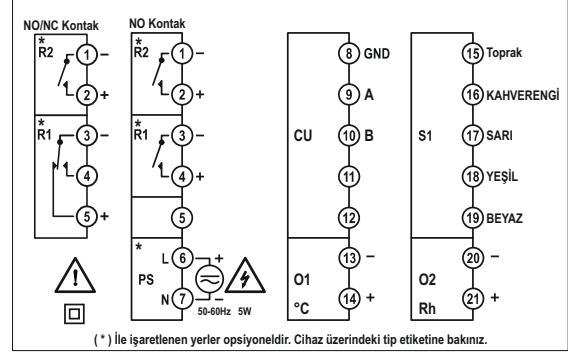 NO/NC Kontak
* R2
1 –
2 +
* R1
3 –
4
5 +
NO Kontak
* R2
1 –
2 +
* R1
3 –
4 +
5
* PS
L 6 +
N 7 –
50-60Hz 5W
CU
8 GND
9 A
10 B
11
12
O1
°C
13 –
14 +
S1
15 Toprak
16 KAHVERENGİ
17 SARI
18 YEŞİL
19 BEYAZ
O2
Rh
20 –
21 +
( * ) İle işaretlenen yerler opsiyoneldir. Cihaz üzerindeki tip etiketine bakınız.